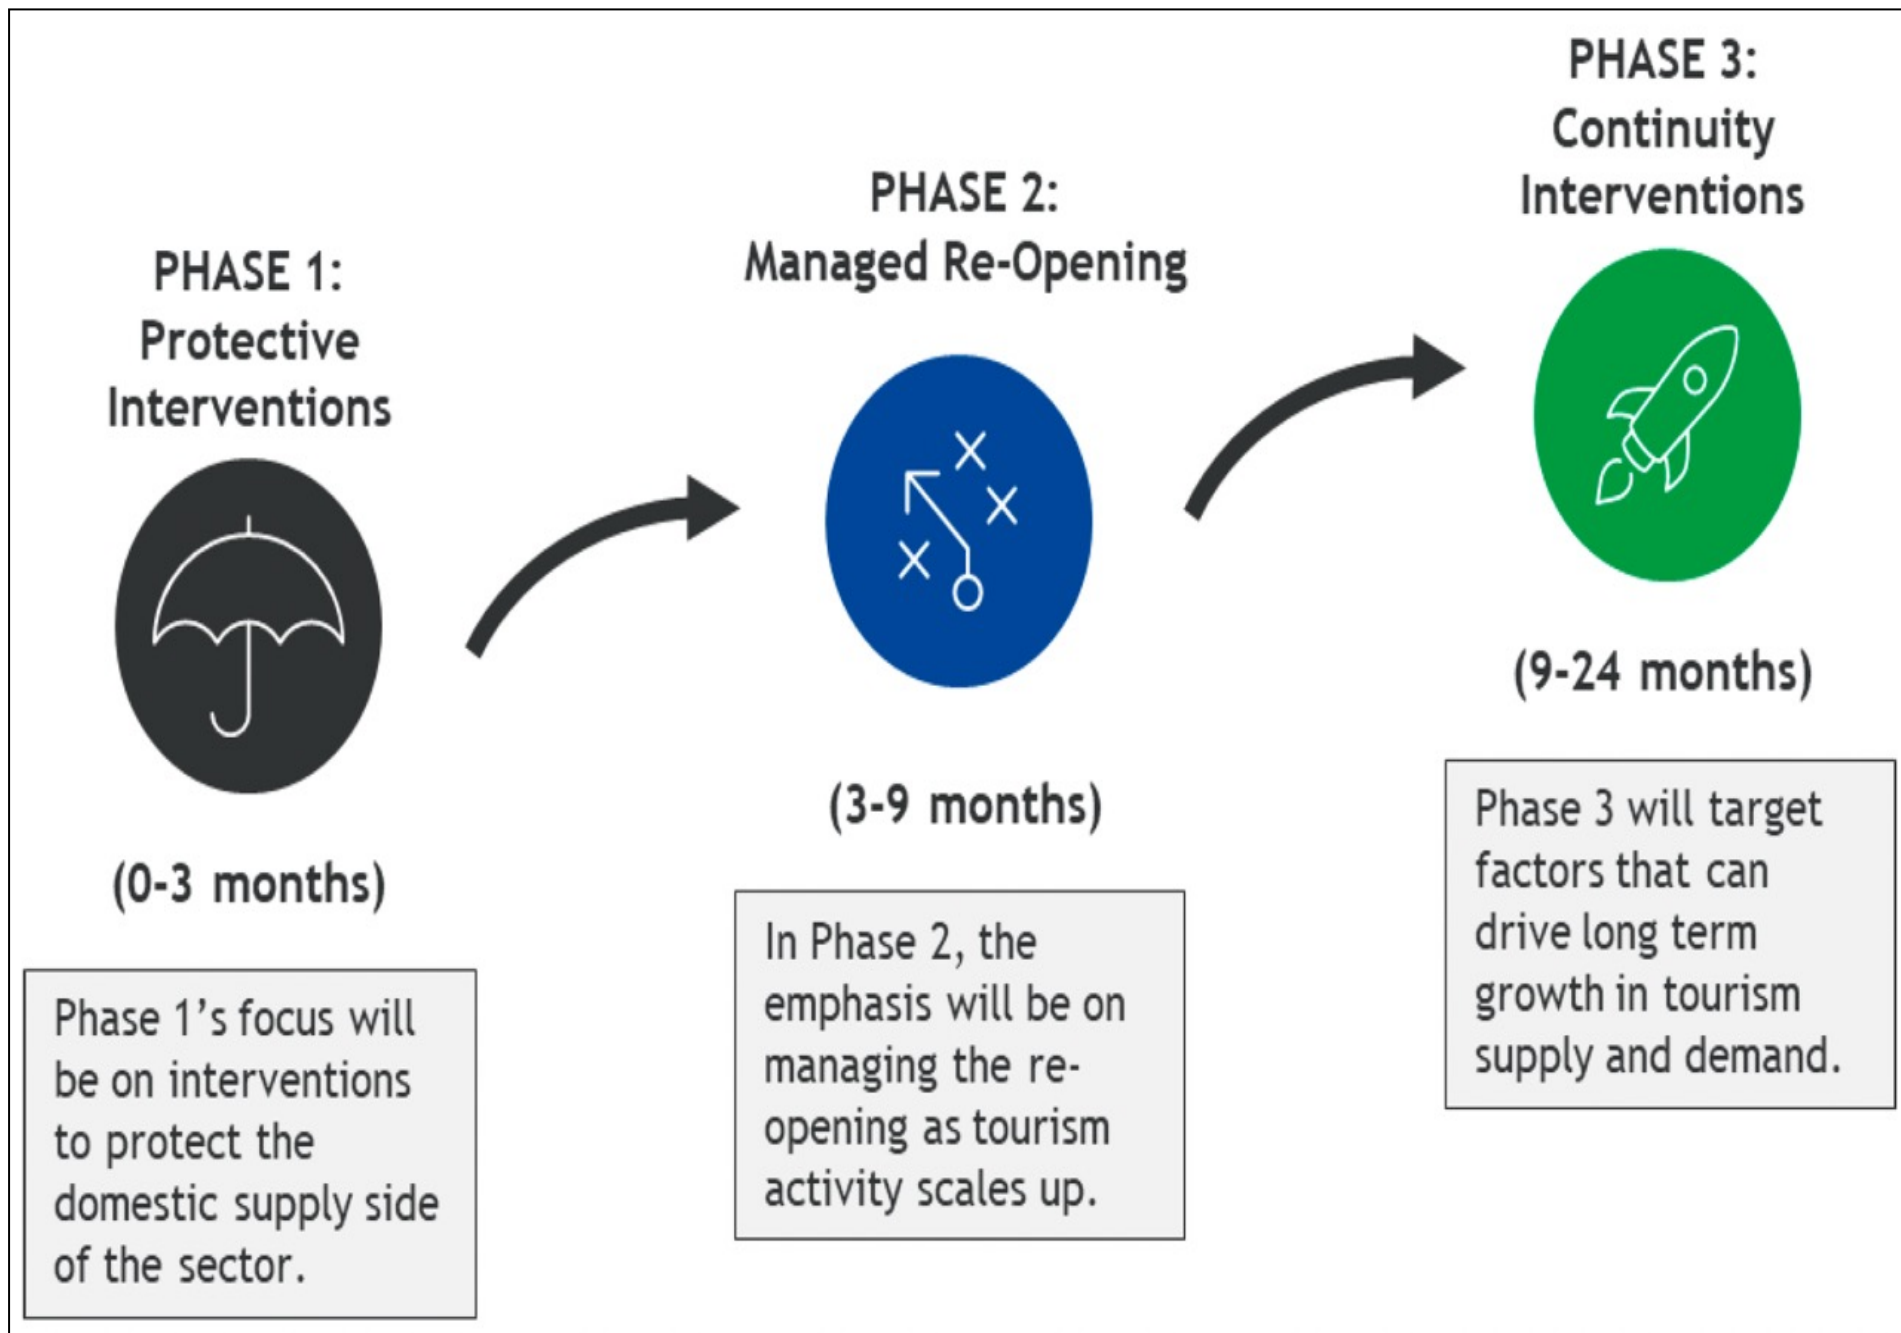 PHASE 1:
Protective
Interventions
(0-3 months)
Phase 1’s focus will
be on interventions
to protect the
domestic supply side
of the sector.
PHASE 2:
Managed Re-Opening
(3-9 months)
In Phase 2, the
emphasis will be on
managing the re-
opening as tourism
activity scales up.
PHASE 3:
Continuity
Interventions
(9-24 months)
Phase 3 will target
factors that can
drive long term
growth in tourism
supply and demand.